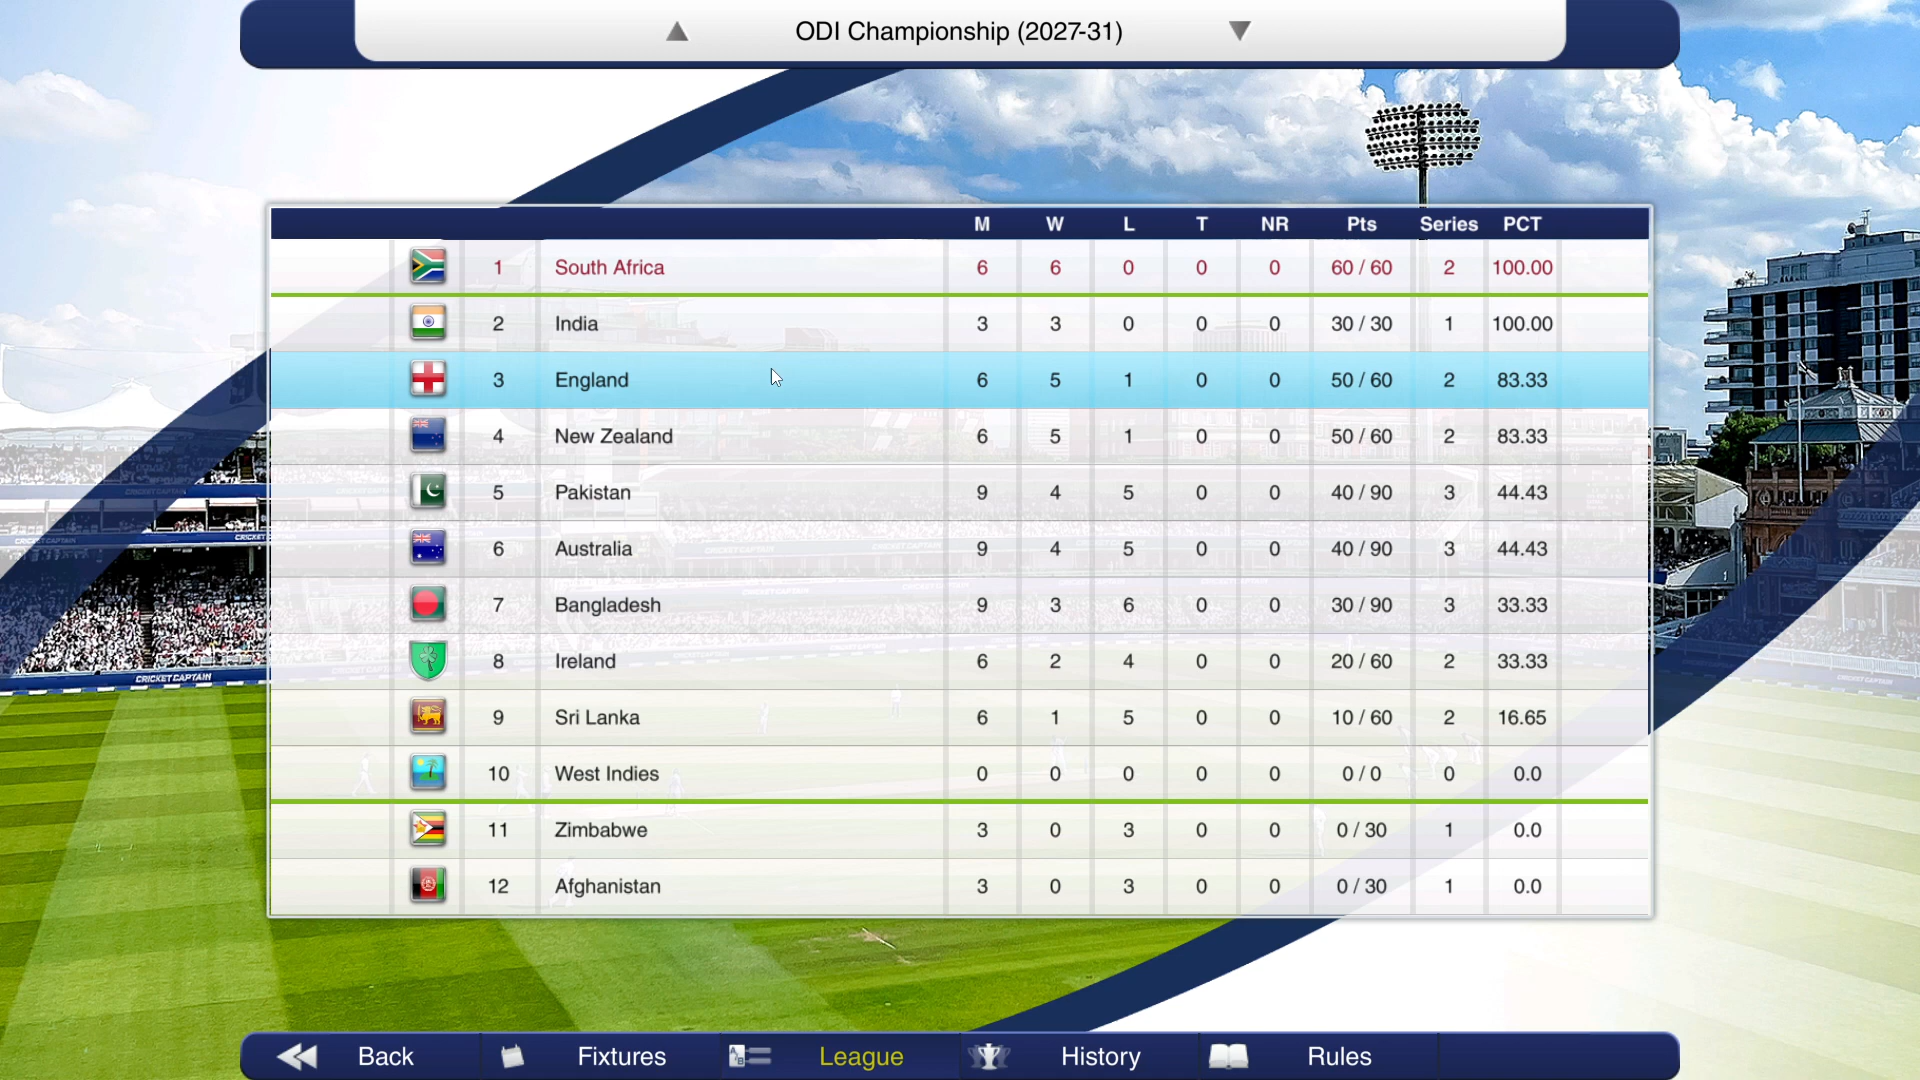 ODI Championship (2027-31)
M W L T NR Pts Series PCT
1 South Africa 6 6 0 0 0 60 / 60 2 100.00
2 India 3 3 0 0 0 30 / 30 1 100.00
3 England 6 5 1 0 0 50 / 60 2 83.33
4 New Zealand 6 5 1 0 0 50 / 60 2 83.33
5 Pakistan 9 4 5 0 0 40 / 90 3 44.43
6 Australia 9 4 5 0 0 40 / 90 3 44.43
7 Bangladesh 9 3 6 0 0 30 / 90 3 33.33
8 Ireland 6 2 4 0 0 20 / 60 2 33.33
9 Sri Lanka 6 1 5 0 0 10 / 60 2 16.65
10 West Indies 0 0 0 0 0 0 / 0 0 0.0
11 Zimbabwe 3 0 3 0 0 0 / 30 1 0.0
12 Afghanistan 3 0 3 0 0 0 / 30 1 0.0
CRICKET CAPTAIN
Back Fixtures League History Rules